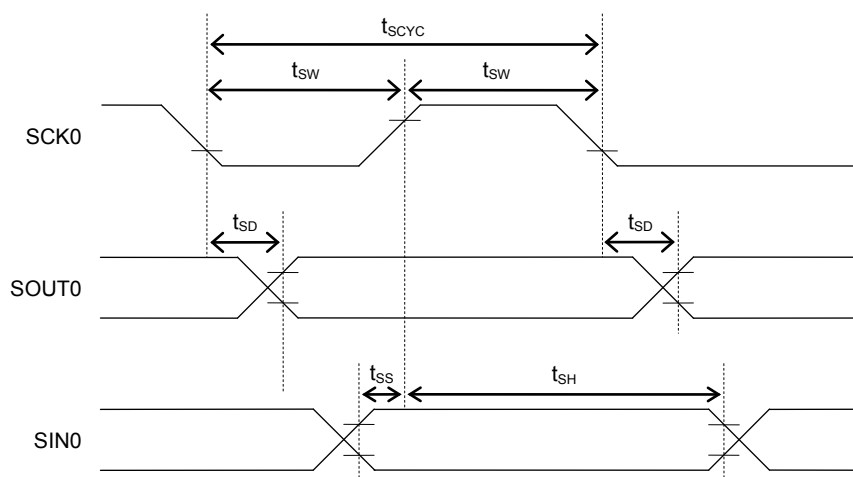 tSCYC
tSW tSW
SCK0
tSD tSD
SOUT0
tSS tSH
SIN0